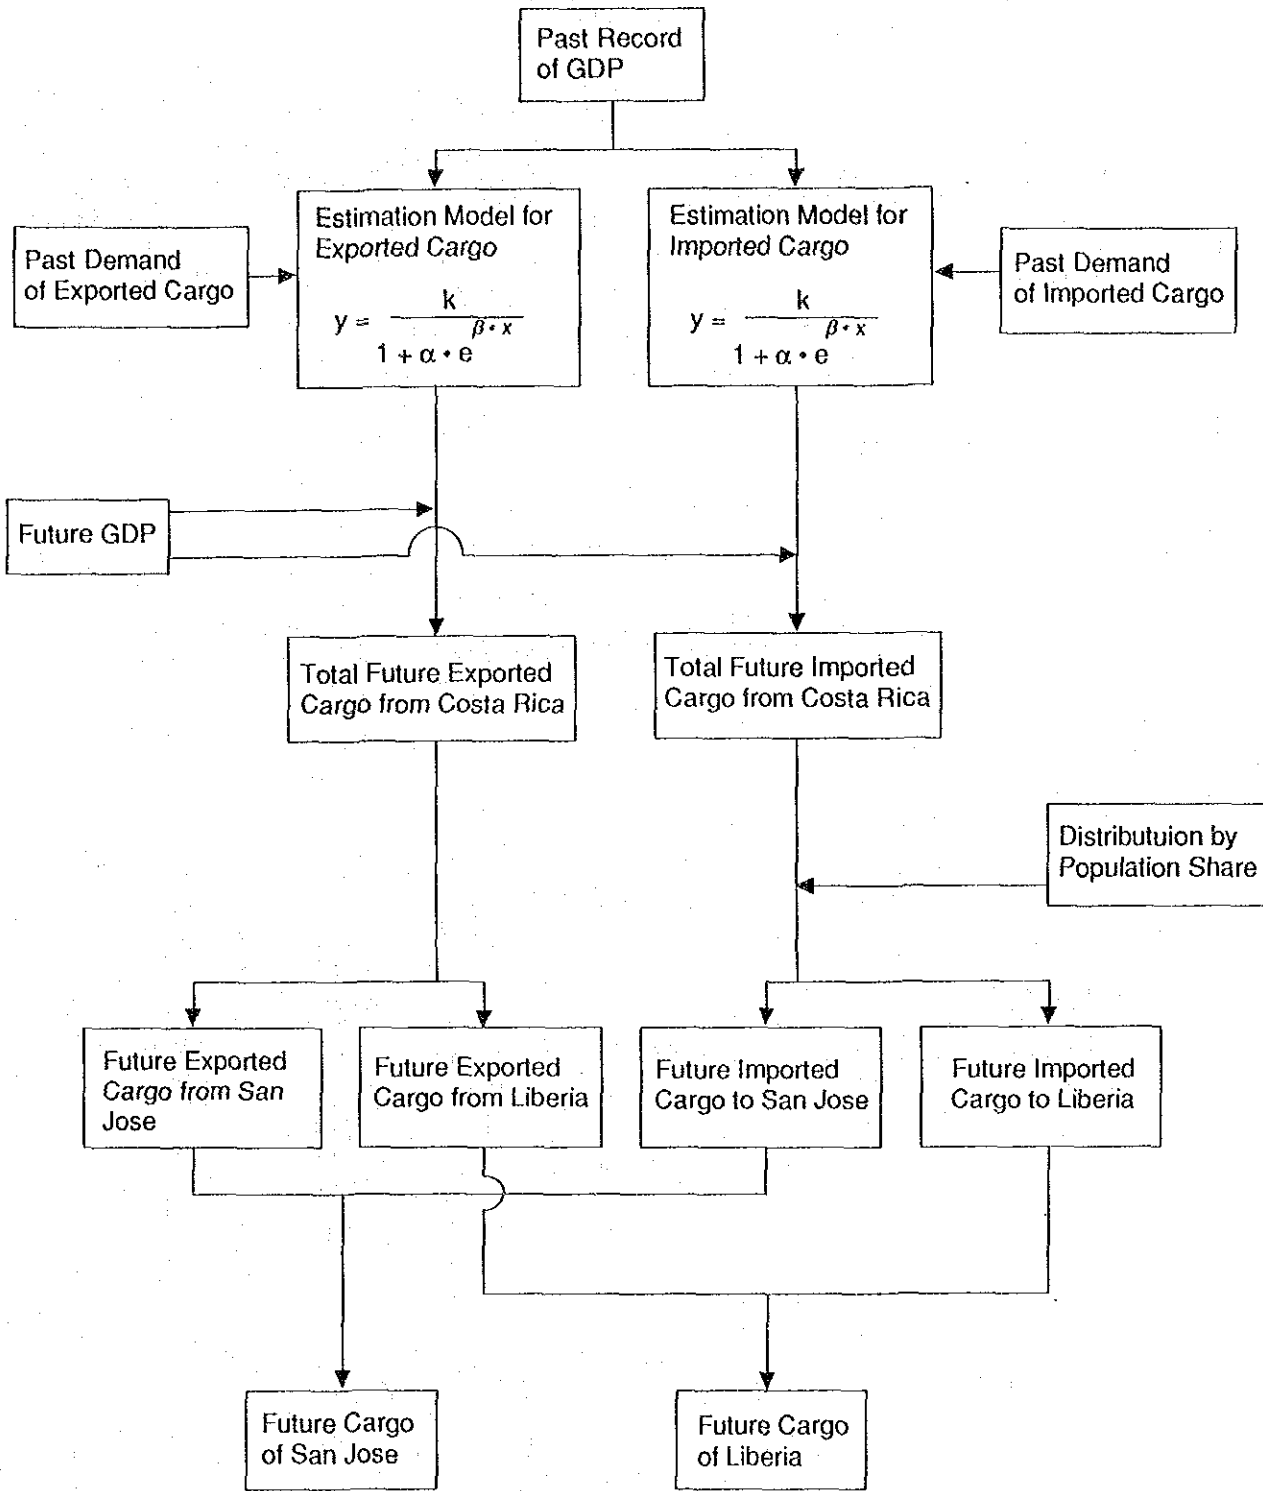 Past Record
of GDP
Estimation Model for
Exported Cargo
y = k / 1 + α • e^β • x
Estimation Model for
Imported Cargo
y = k / 1 + α • e^β • x
Past Demand
of Exported Cargo
Past Demand
of Imported Cargo
Future GDP
Total Future Exported
Cargo from Costa Rica
Total Future Imported
Cargo from Costa Rica
Distributuion by
Population Share
Future Exported
Cargo from San
Jose
Future Exported
Cargo from Liberia
Future Imported
Cargo to San Jose
Future Imported
Cargo to Liberia
Future Cargo
of San Jose
Future Cargo
of Liberia